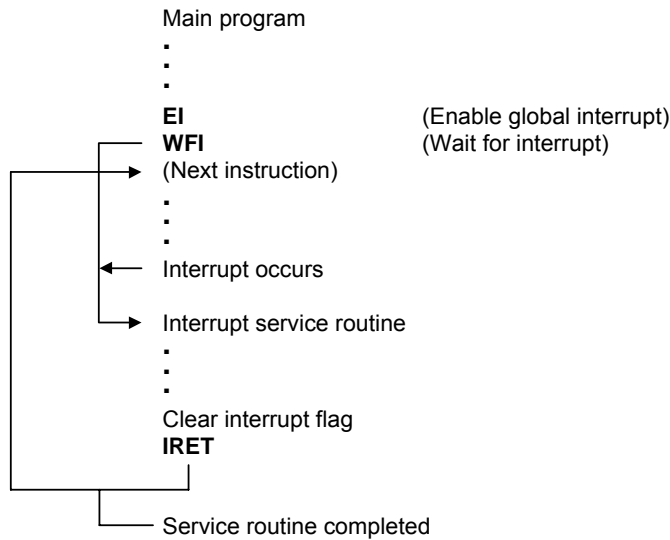 Main program
EI (Enable global interrupt)
WFI (Wait for interrupt)
(Next instruction)
Interrupt occurs
Interrupt service routine
Clear interrupt flag
IRET
Service routine completed